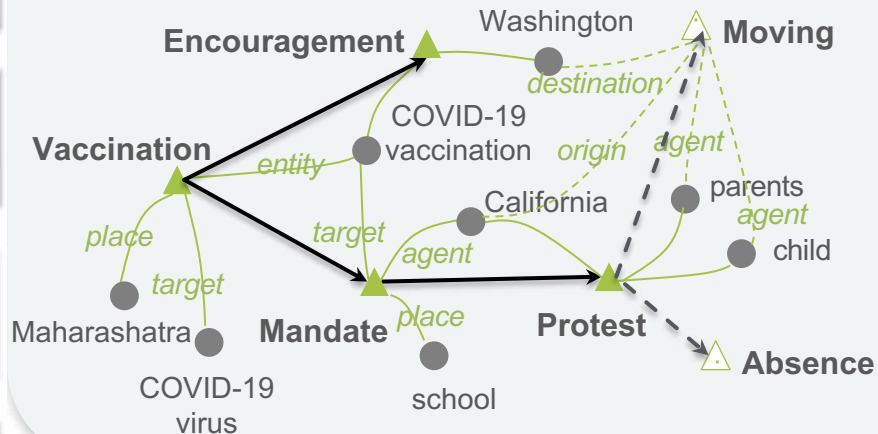 Washington
Moving
Encouragement
destination
COVID-19
vaccination
Vaccination
entity
origin
agent
parents
California
agent
place
target
agent
child
target
Maharashatra
Mandate
place
Protest
Absence
COVID-19
virus
school